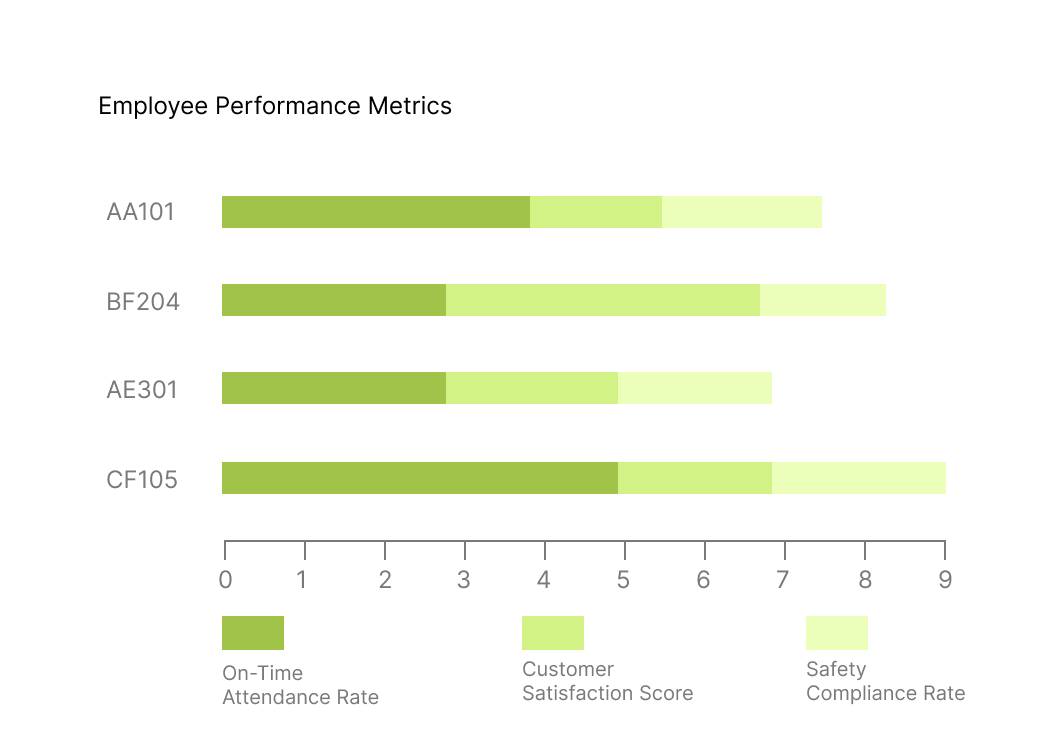 Employee Performance Metrics
AA101
BF204
AE301
CF105
0 1 2 3 4 5 6 7 8 9
On-Time
Attendance Rate
Customer
Satisfaction Score
Safety
Compliance Rate